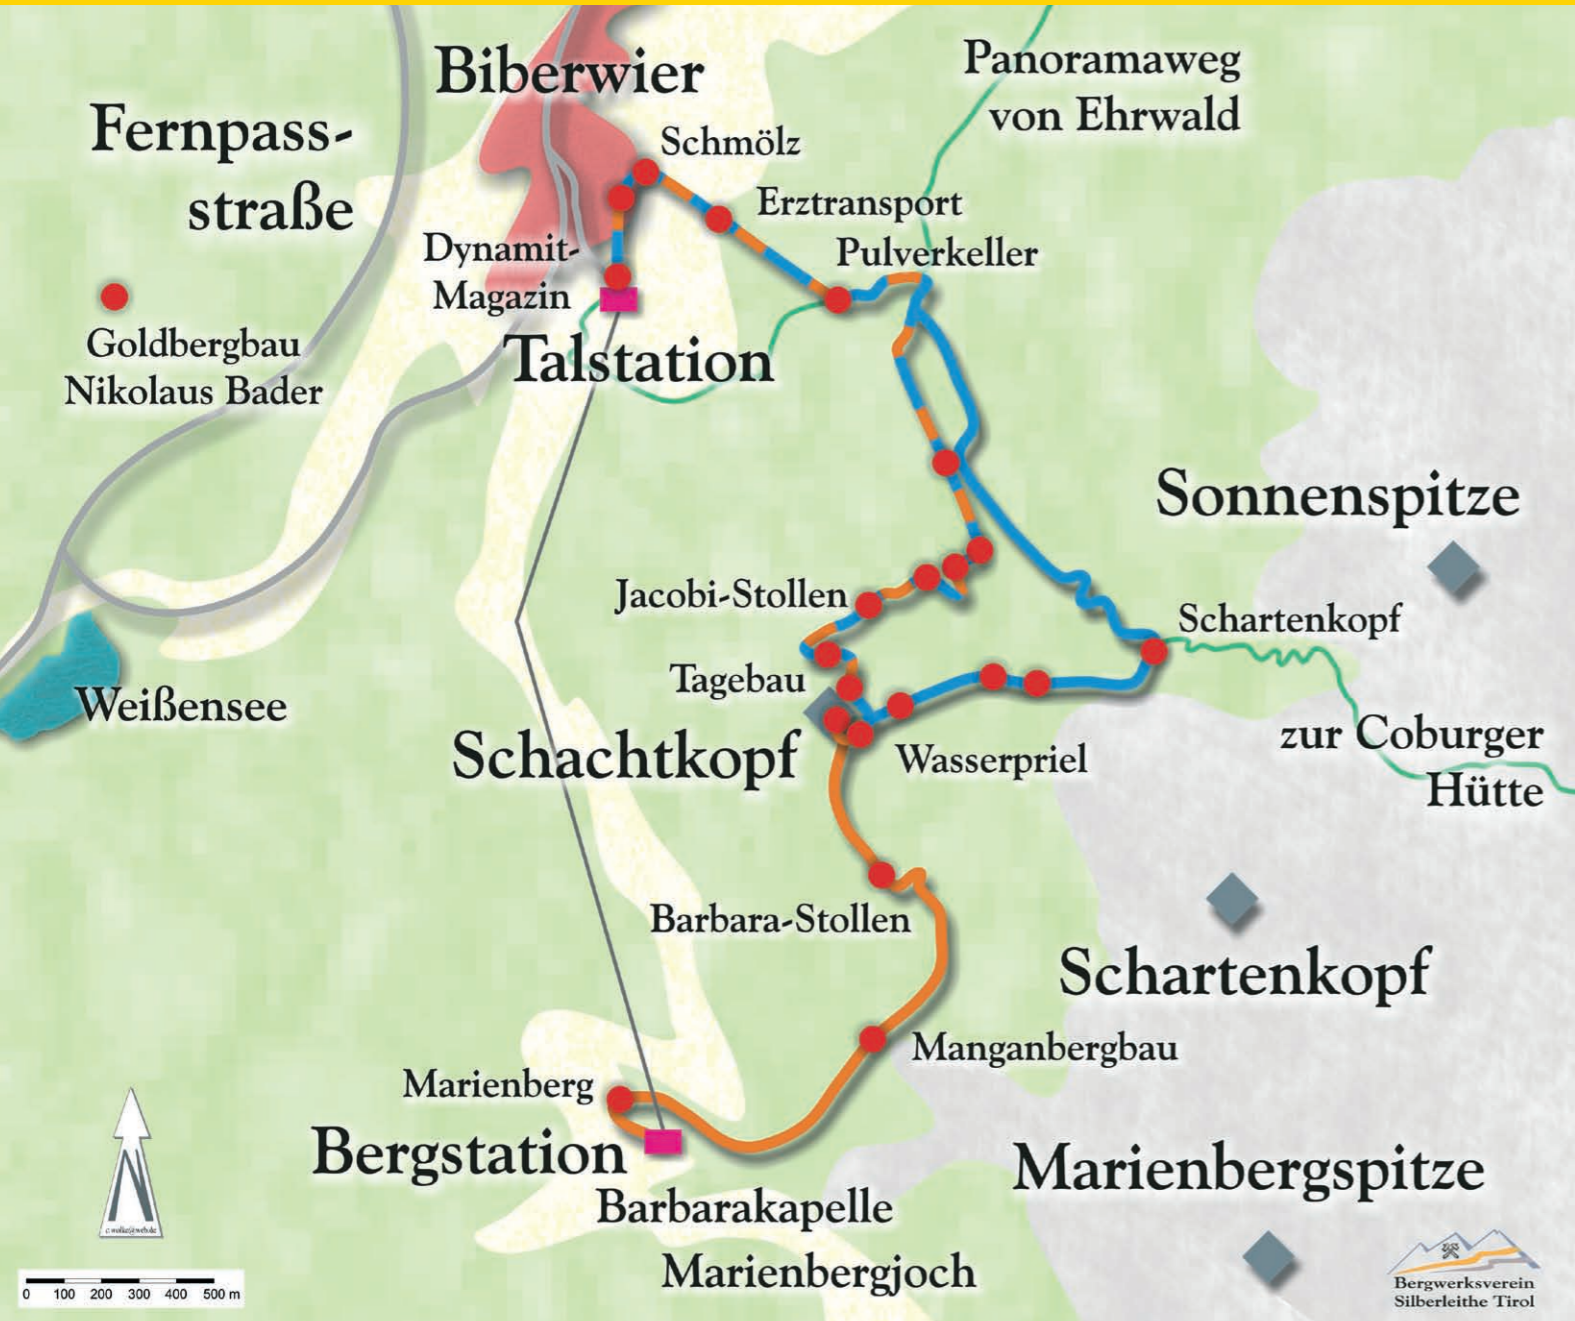 Biberwier
Panoramaweg
von Ehrwald
Fernpass-
straße
Schmölz
Erztransport
Pulverkeller
Dynamit-
Magazin
Goldbergbau
Nikolaus Bader
Talstation
Sonnenspitze
Jacobi-Stollen
Schartenkopf
Tagebau
Weißensee
Schachtkopf
Wasserpriel
zur Coburger
Hütte
Barbara-Stollen
Schartenkopf
Manganbergbau
Marienberg
Bergstation
Marienbergspitze
Barbarakapelle
Marienbergjoch
N
0 100 200 300 400 500 m
Bergwerksverein
Silberleithe Tirol